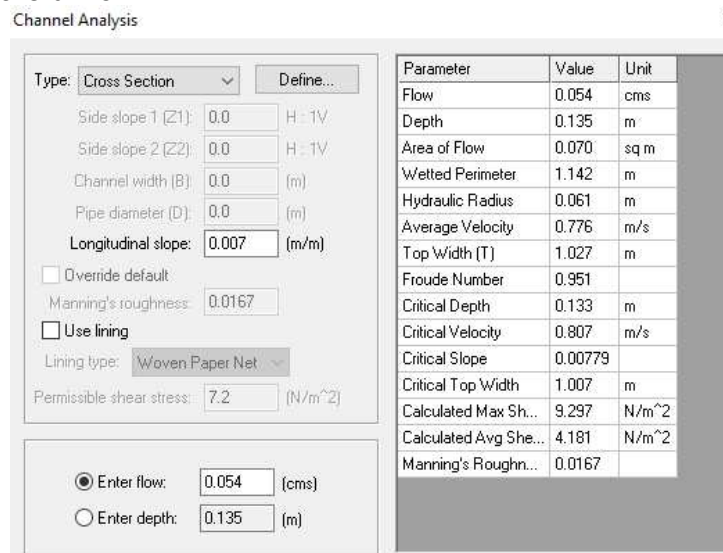 Channel Analysis
Type: Cross Section Define...
Side slope 1 (Z1): 0.0 H : 1V
Side slope 2 (Z2): 0.0 H : 1V
Channel width (B): 0.0 (m)
Pipe diameter (D): 0.0 (m)
Longitudinal slope: 0.007 (m/m)
Override default
Manning's roughness: 0.0167
Use lining
Lining type: Woven Paper Net
Permissible shear stress: 7.2 (N/m^2)
Enter flow: 0.054 (cms)
Enter depth: 0.135 (m)
Parameter Value Unit
Flow 0.054 cms
Depth 0.135 m
Area of Flow 0.070 sq m
Wetted Perimeter 1.142 m
Hydraulic Radius 0.061 m
Average Velocity 0.776 m/s
Top Width (T) 1.027 m
Froude Number 0.951
Critical Depth 0.133 m
Critical Velocity 0.807 m/s
Critical Slope 0.00779
Critical Top Width 1.007 m
Calculated Max Sh... 9.297 N/m^2
Calculated Avg She... 4.181 N/m^2
Manning's Roughn... 0.0167